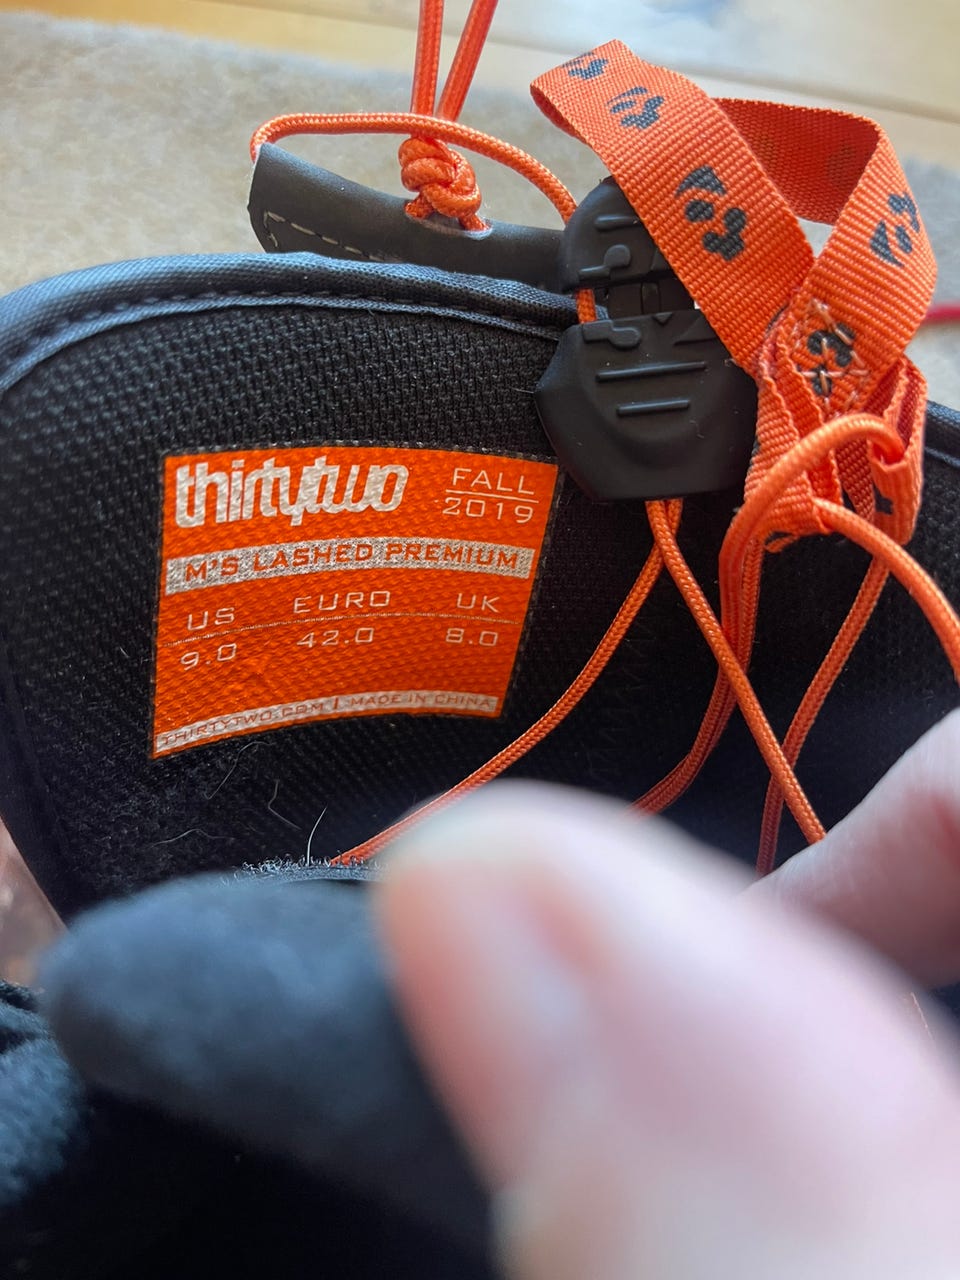 thirtytwo
FALL
2019
M'S LASHED PREMIUM
US EURO UK
9.0 42.0 8.0
THIRTYTWO.COM | MADE IN CHINA